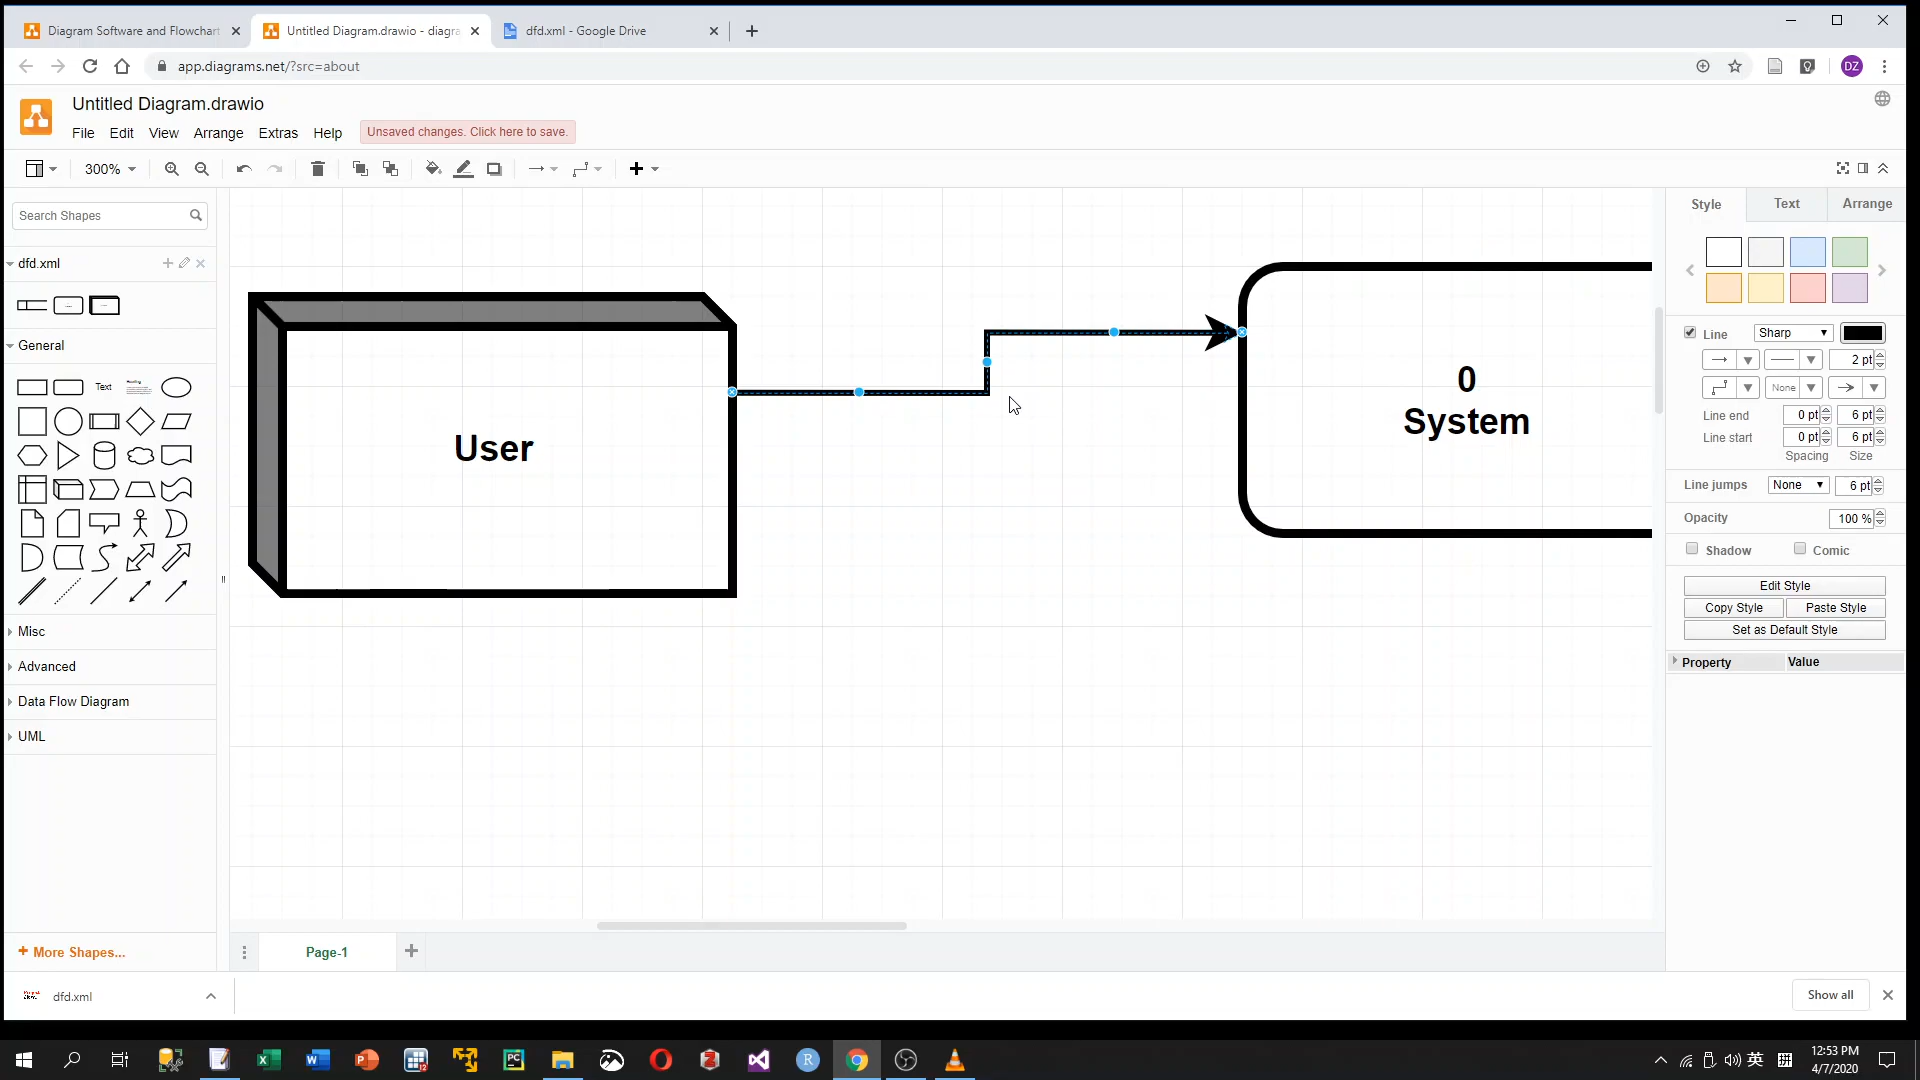 Diagram Software and Flowchart
Untitled Diagram.drawio - diagra
dfd.xml - Google Drive
app.diagrams.net/?src=about
DZ
Untitled Diagram.drawio
File Edit View Arrange Extras Help
Unsaved changes. Click here to save.
300%
Search Shapes
dfd.xml
General
Text
Heading
Misc
Advanced
Data Flow Diagram
UML
+ More Shapes...
User
0
System
Page-1
Style Text Arrange
Line Sharp
2 pt
None
Line end 0 pt 6 pt
Line start 0 pt 6 pt
Spacing Size
Line jumps None 6 pt
Opacity 100 %
Shadow Comic
Edit Style
Copy Style Paste Style
Set as Default Style
Property Value
dfd.xml
Show all
英 拼
12:53 PM
4/7/2020